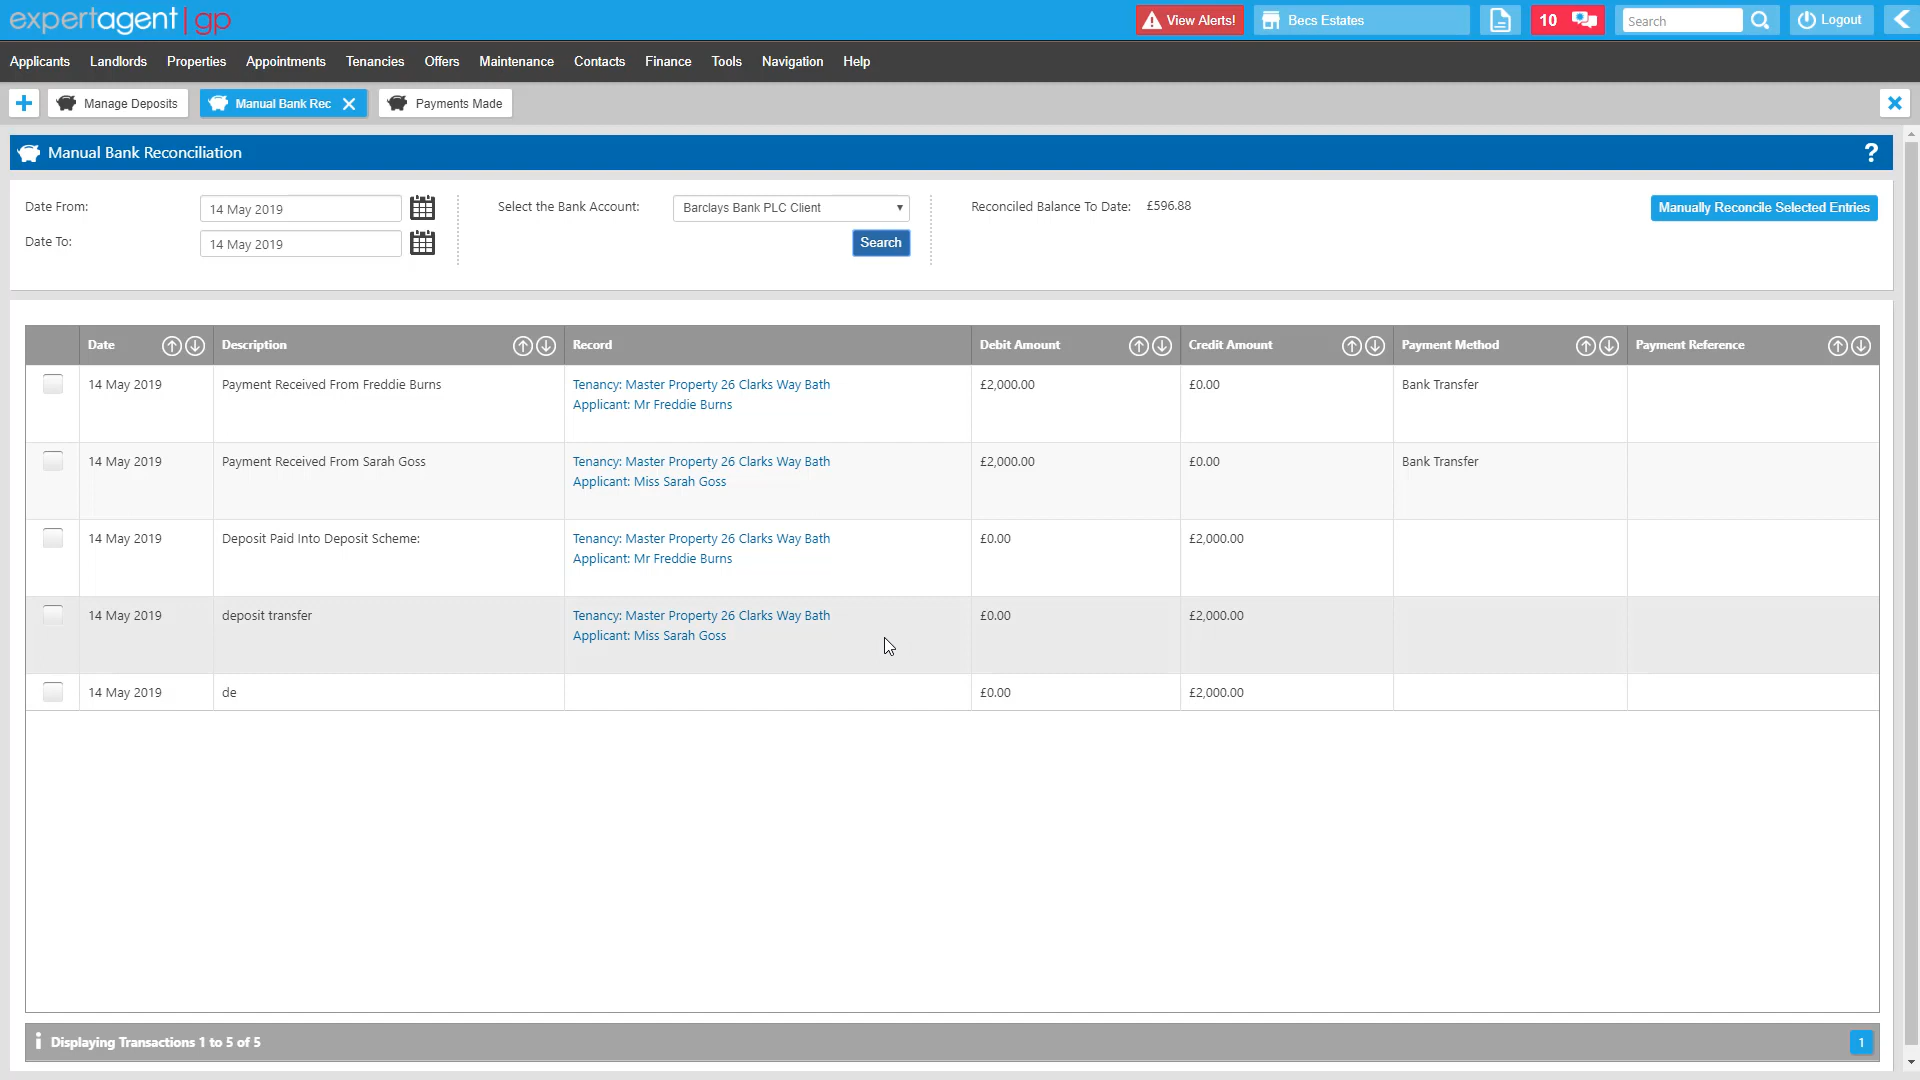 expertagent | gp
View Alerts!
Becs Estates
10
Search
Logout
Applicants Landlords Properties Appointments Tenancies Offers Maintenance Contacts Finance Tools Navigation Help
Manage Deposits
Manual Bank Rec
Payments Made
Manual Bank Reconciliation
?
Date From: 14 May 2019
Select the Bank Account: Barclays Bank PLC Client
Reconciled Balance To Date: £596.88
Manually Reconcile Selected Entries
Date To: 14 May 2019
Search
Date Description Record Debit Amount Credit Amount Payment Method Payment Reference
14 May 2019 Payment Received From Freddie Burns Tenancy: Master Property 26 Clarks Way Bath £2,000.00 £0.00 Bank Transfer
Applicant: Mr Freddie Burns
14 May 2019 Payment Received From Sarah Goss Tenancy: Master Property 26 Clarks Way Bath £2,000.00 £0.00 Bank Transfer
Applicant: Miss Sarah Goss
14 May 2019 Deposit Paid Into Deposit Scheme: Tenancy: Master Property 26 Clarks Way Bath £0.00 £2,000.00
Applicant: Mr Freddie Burns
14 May 2019 deposit transfer Tenancy: Master Property 26 Clarks Way Bath £0.00 £2,000.00
Applicant: Miss Sarah Goss
14 May 2019 de £0.00 £2,000.00
Displaying Transactions 1 to 5 of 5
1